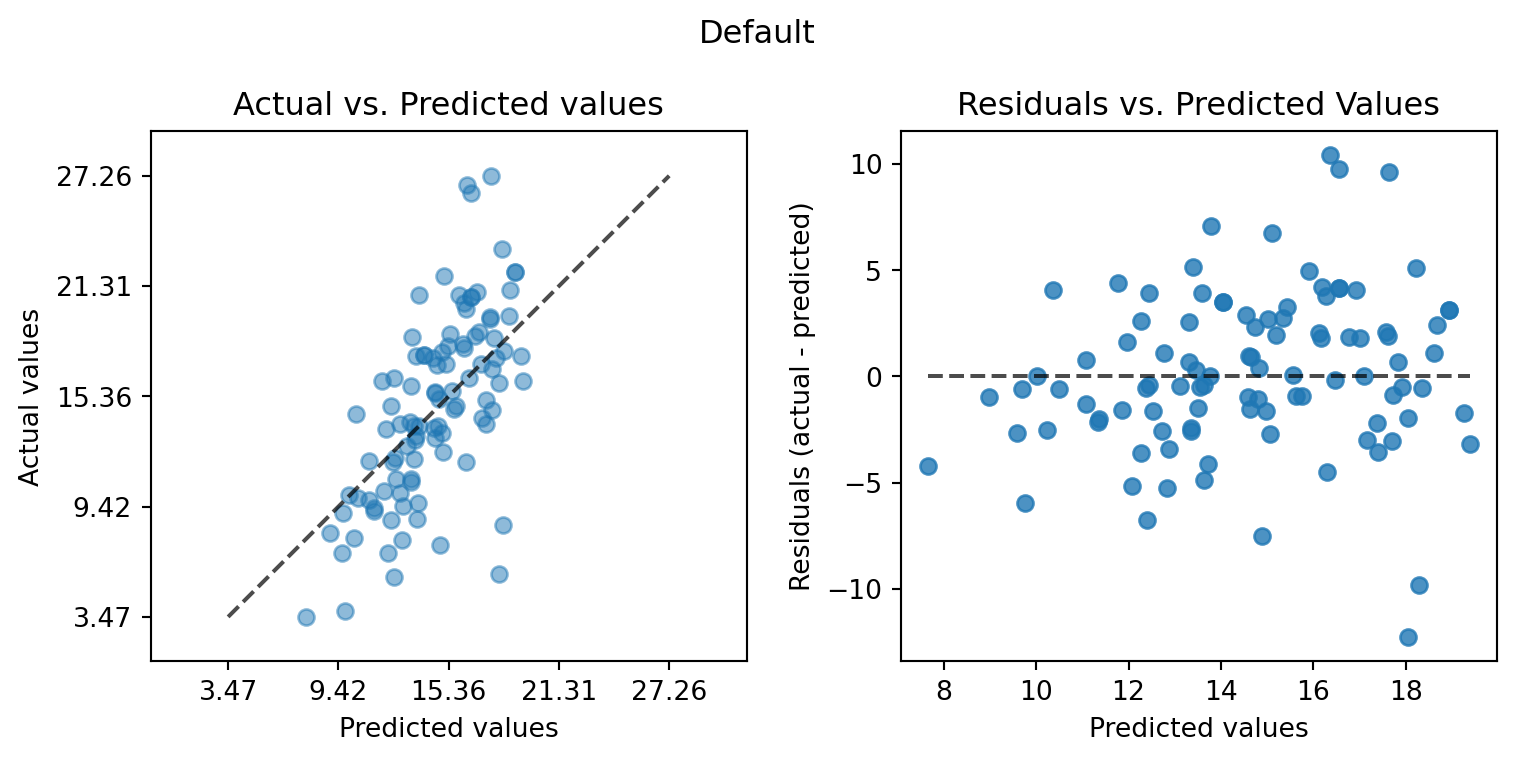 Default
Actual vs. Predicted values
Actual values
27.26
21.31
15.36
9.42
3.47
3.47 9.42 15.36 21.31 27.26
Predicted values
Residuals vs. Predicted Values
Residuals (actual - predicted)
10
5
0
−5
−10
8 10 12 14 16 18
Predicted values